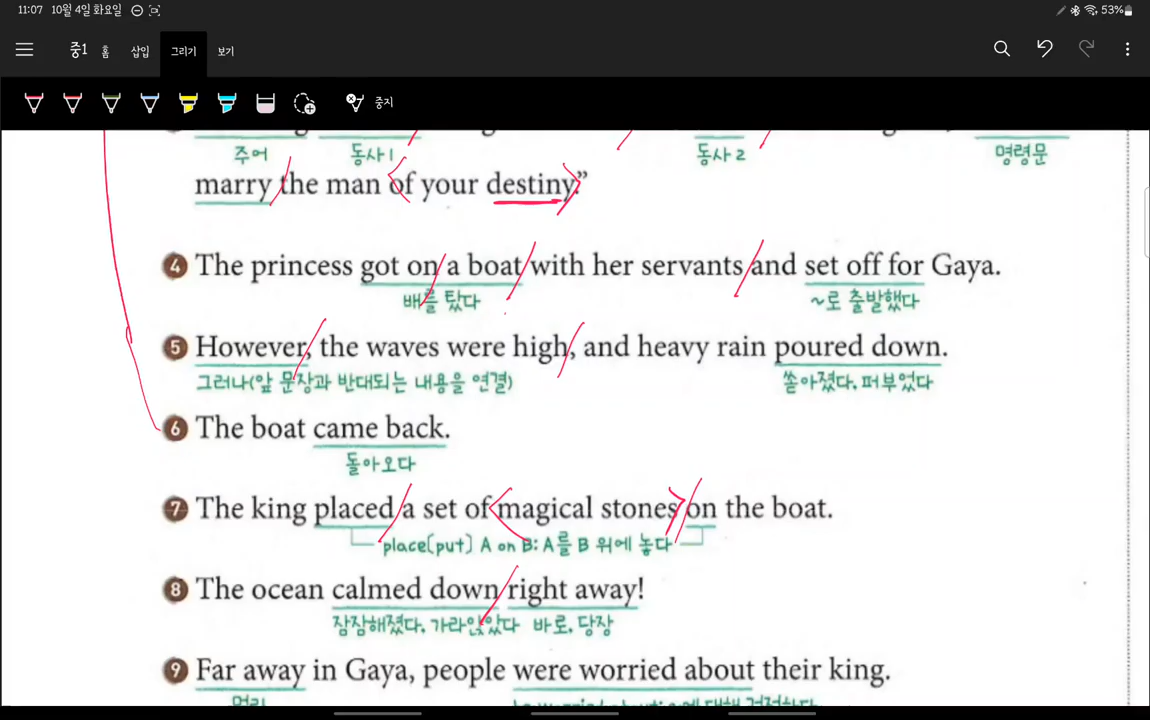 11:07 10월 4일 화요일 53%
중1 홈 삽입 그리기 보기
중지
주어 동사1 동사2 명령문
marry the man of your destiny.”
4 The princess got on a boat with her servants and set off for Gaya.
배를 탔다 ~로 출발했다
5 However, the waves were high, and heavy rain poured down.
그러나(앞 문장과 반대되는 내용을 연결) 쏟아졌다, 퍼부었다
6 The boat came back.
돌아오다
7 The king placed a set of magical stones on the boat.
place(put) A on B: A를 B 위에 놓다
8 The ocean calmed down right away!
잠잠해졌다, 가라앉았다 바로, 당장
9 Far away in Gaya, people were worried about their king.